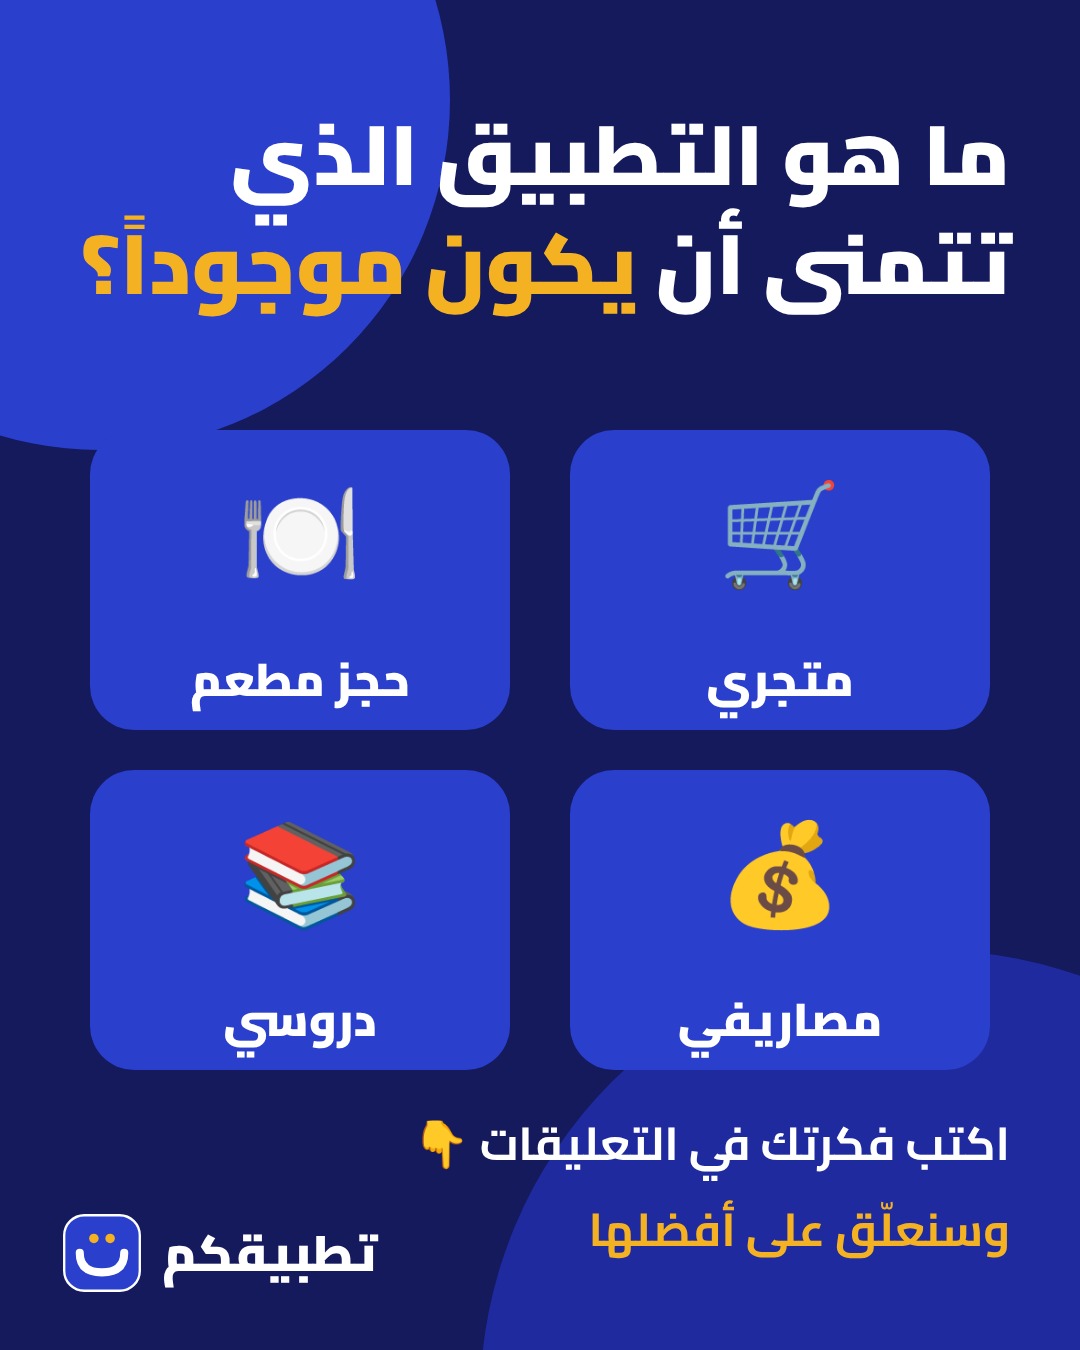 ما هو التطبيق الذي
تتمنى أن يكون موجوداً؟
متجري
حجز مطعم
مصاريفي
دروسي
اكتب فكرتك في التعليقات 👇
وسنعلّق على أفضلها
تطبيقكم